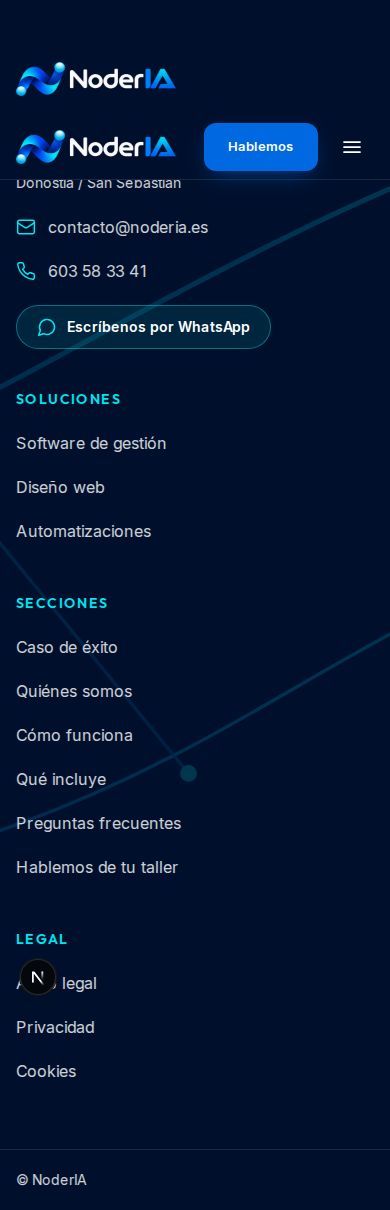 NoderIA
NoderIA
Hablemos
Donostia / San Sebastián
contacto@noderia.es
603 58 33 41
Escríbenos por WhatsApp
SOLUCIONES
Software de gestión
Diseño web
Automatizaciones
SECCIONES
Caso de éxito
Quiénes somos
Cómo funciona
Qué incluye
Preguntas frecuentes
Hablemos de tu taller
LEGAL
N
legal
Privacidad
Cookies
© NoderIA